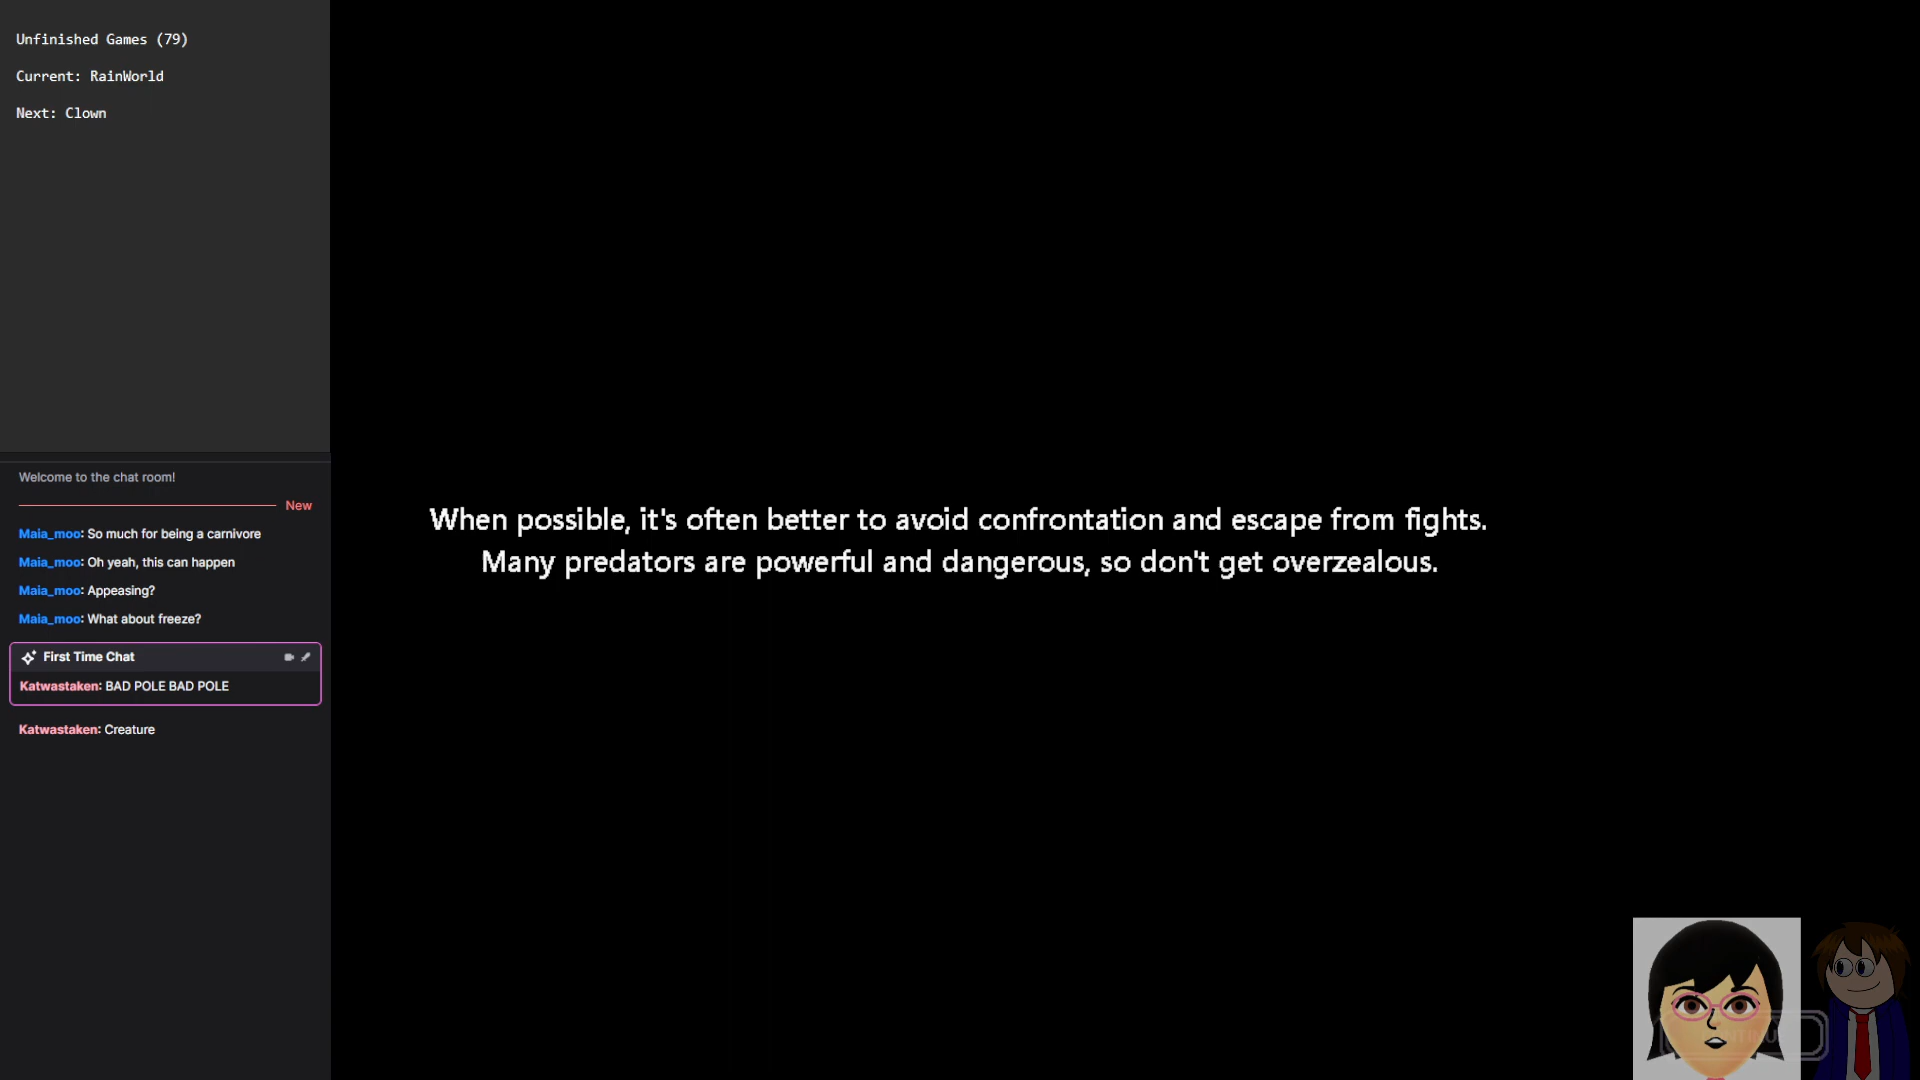 Unfinished Games (79)
Current: RainWorld
Next: Clown
Welcome to the chat room!
New
Maia_moo: So much for being a carnivore
Maia_moo: Oh yeah, this can happen
Maia_moo: Appeasing?
Maia_moo: What about freeze?
First Time Chat
Katwastaken: BAD POLE BAD POLE
Katwastaken: Creature
When possible, it's often better to avoid confrontation and escape from fights.
Many predators are powerful and dangerous, so don't get overzealous.